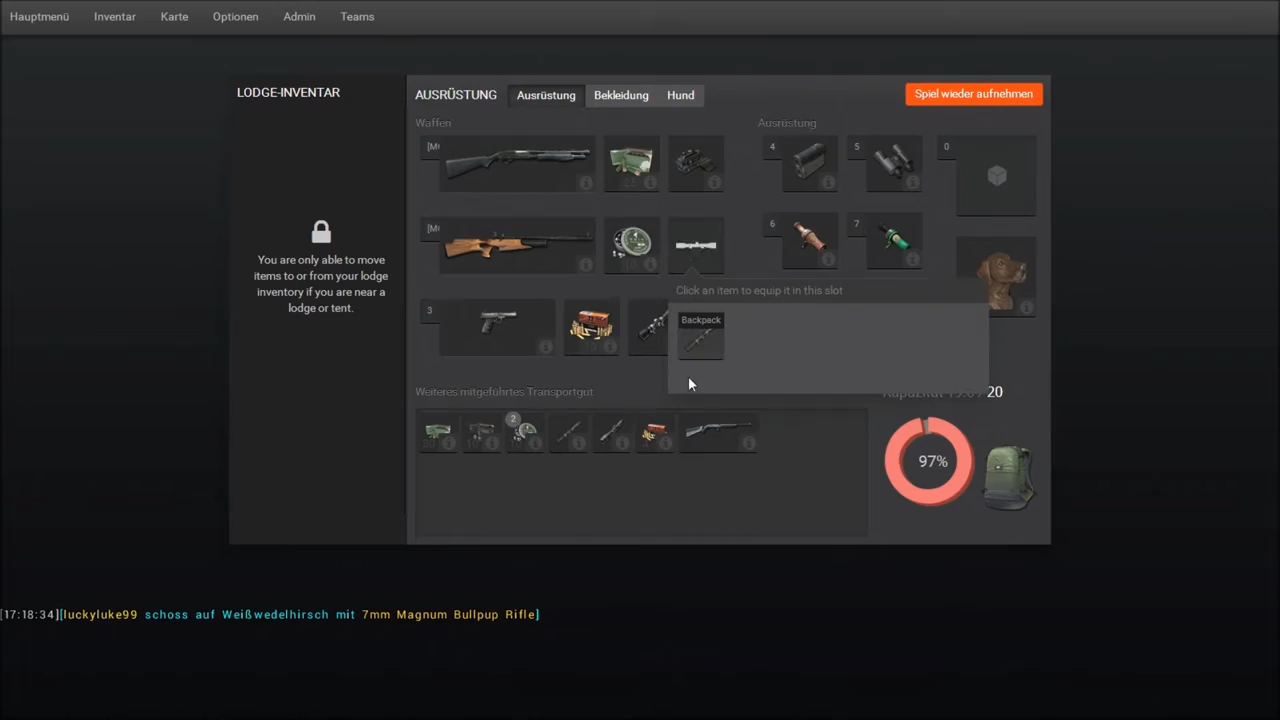 Hauptmenü Inventar Karte Optionen Admin Teams
LODGE-INVENTAR
You are only able to move
items to or from your lodge
inventory if you are near a
lodge or tent.
AUSRÜSTUNG Ausrüstung Bekleidung Hund
Spiel wieder aufnehmen
Waffen
Ausrüstung
4 5 0
6 7
Click an item to equip it in this slot
Backpack
3
Weiteres mitgeführtes Transportgut
20
2
97%
[17:18:34][luckyluke99 schoss auf Weißwedelhirsch mit 7mm Magnum Bullpup Rifle]